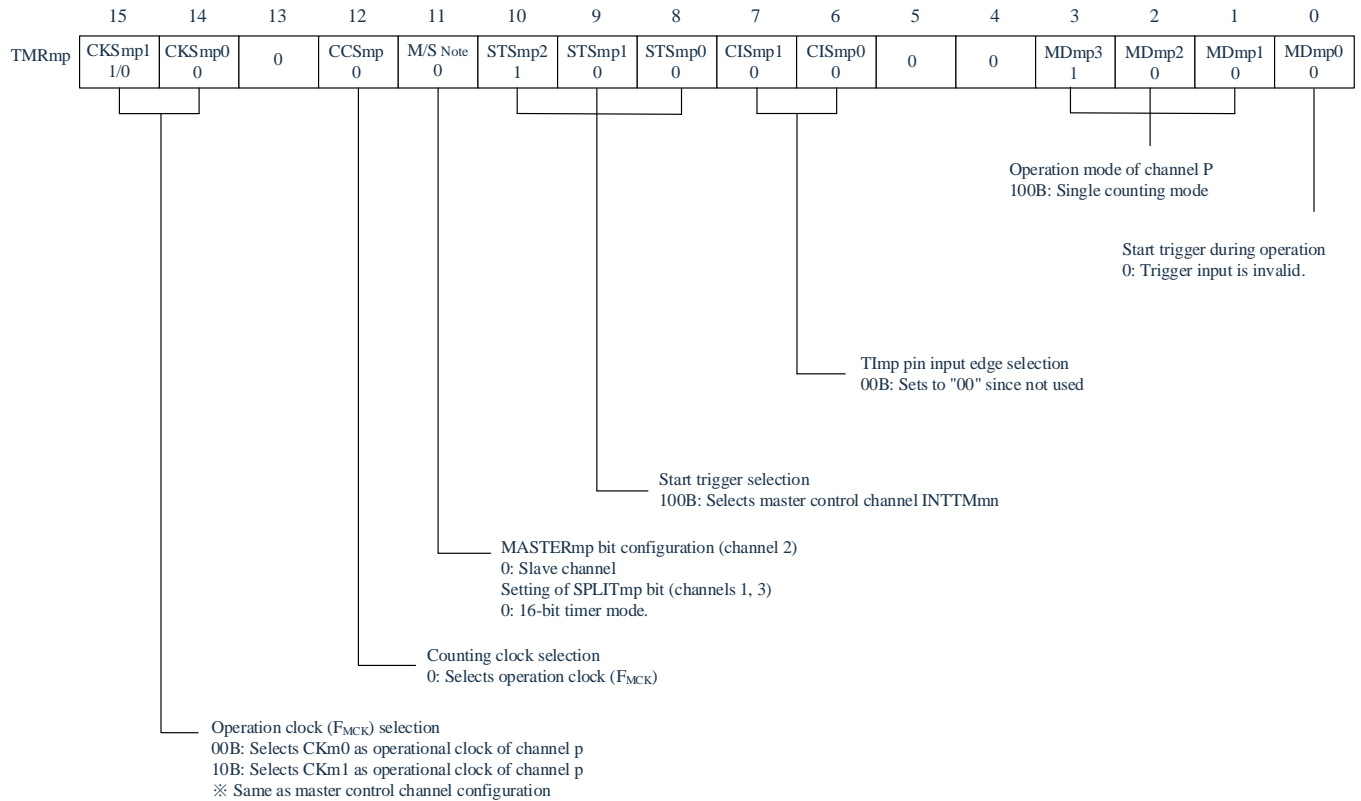 15 14 13 12 11 10 9 8 7 6 5 4 3 2 1 0
TMRmp CKSmp1 CKSmp0 0 CCSmp M/S Note STSmp2 STSmp1 STSmp0 CISmp1 CISmp0 0 0 MDmp3 MDmp2 MDmp1 MDmp0
1/0 0 0 0 1 0 0 0 0 1 0 0 0
Operation mode of channel P
100B: Single counting mode
Start trigger during operation
0: Trigger input is invalid.
TImp pin input edge selection
00B: Sets to "00" since not used
Start trigger selection
100B: Selects master control channel INTTMmn
MASTERmp bit configuration (channel 2)
0: Slave channel
Setting of SPLITmp bit (channels 1, 3)
0: 16-bit timer mode.
Counting clock selection
0: Selects operation clock (FMCK)
Operation clock (FMCK) selection
00B: Selects CKm0 as operational clock of channel p
10B: Selects CKm1 as operational clock of channel p
※ Same as master control channel configuration